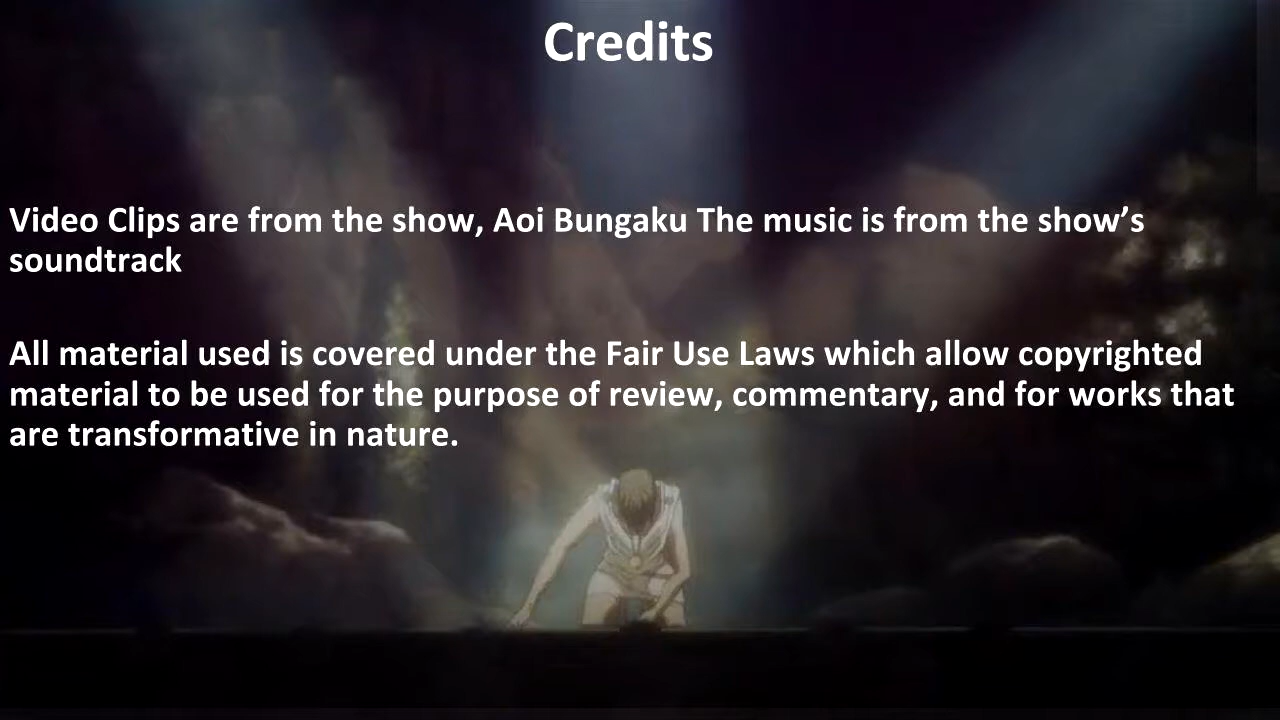 Credits
Video Clips are from the show, Aoi Bungaku The music is from the show’s
soundtrack
All material used is covered under the Fair Use Laws which allow copyrighted
material to be used for the purpose of review, commentary, and for works that
are transformative in nature.